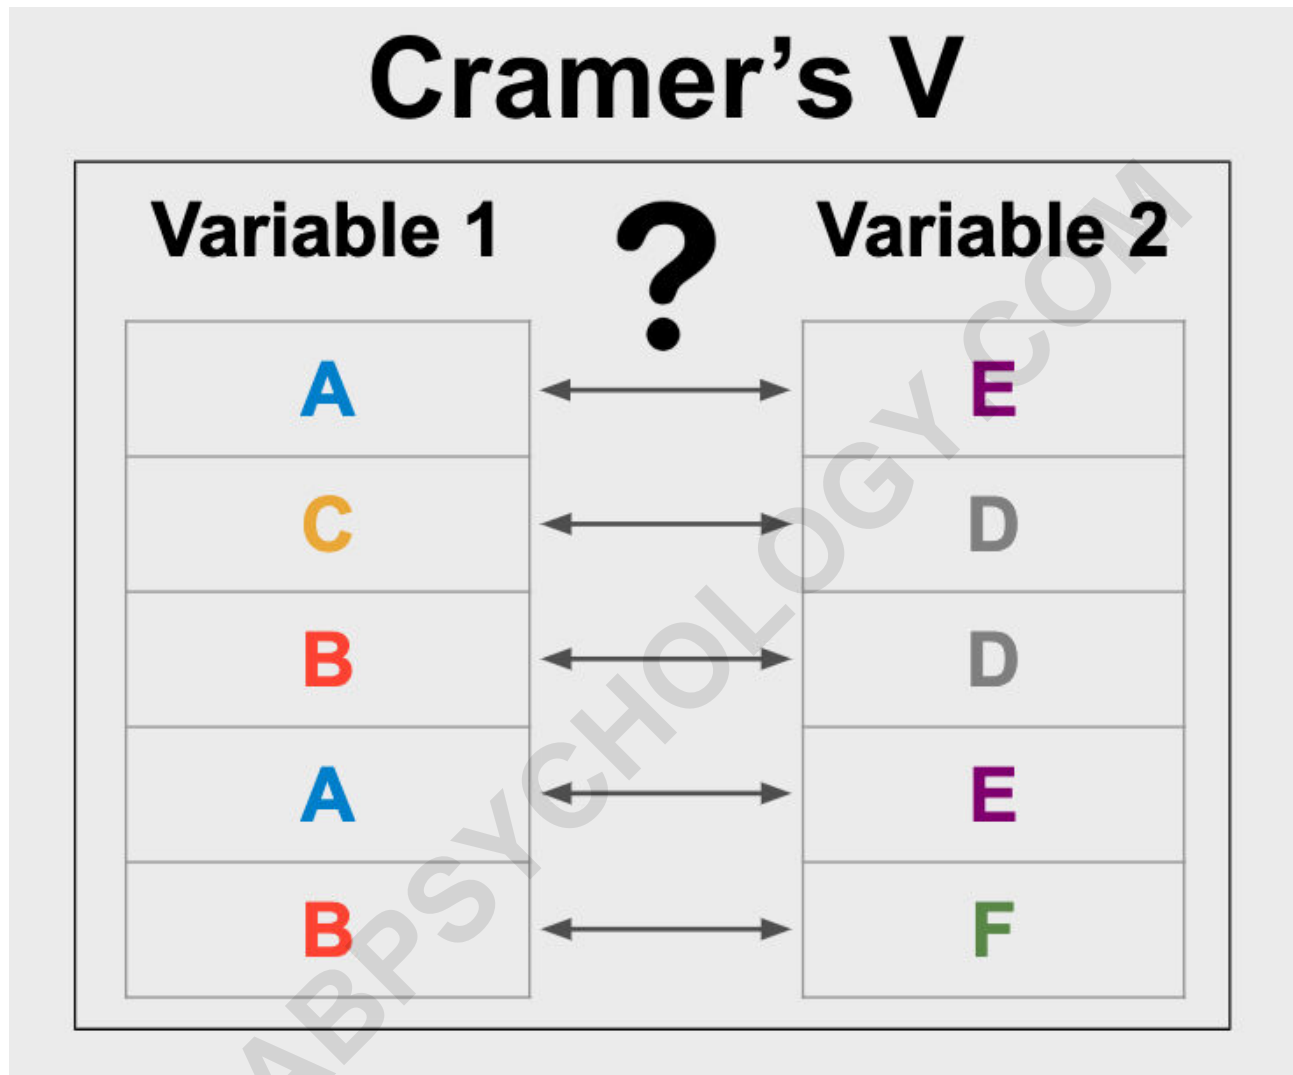 Cramer’s V
Variable 1 ? Variable 2
A E
C D
B D
A E
B F
ABPSYCHOLOGY.COM